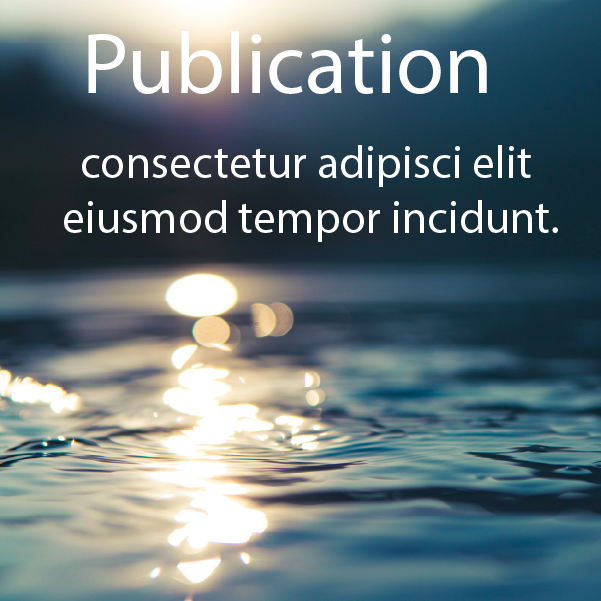 Publication
consectetur adipisci elit
eiusmod tempor incidunt.